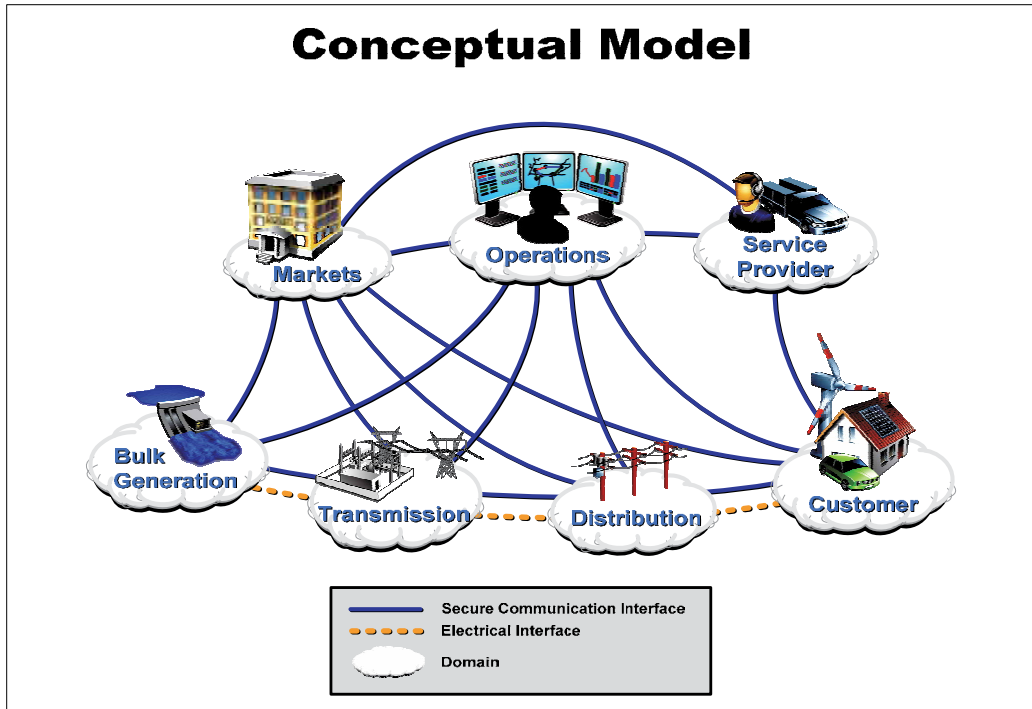 Conceptual Model
Markets
Operations
Service
Provider
Bulk
Generation
Transmission
Distribution
Customer
Secure Communication Interface
Electrical Interface
Domain